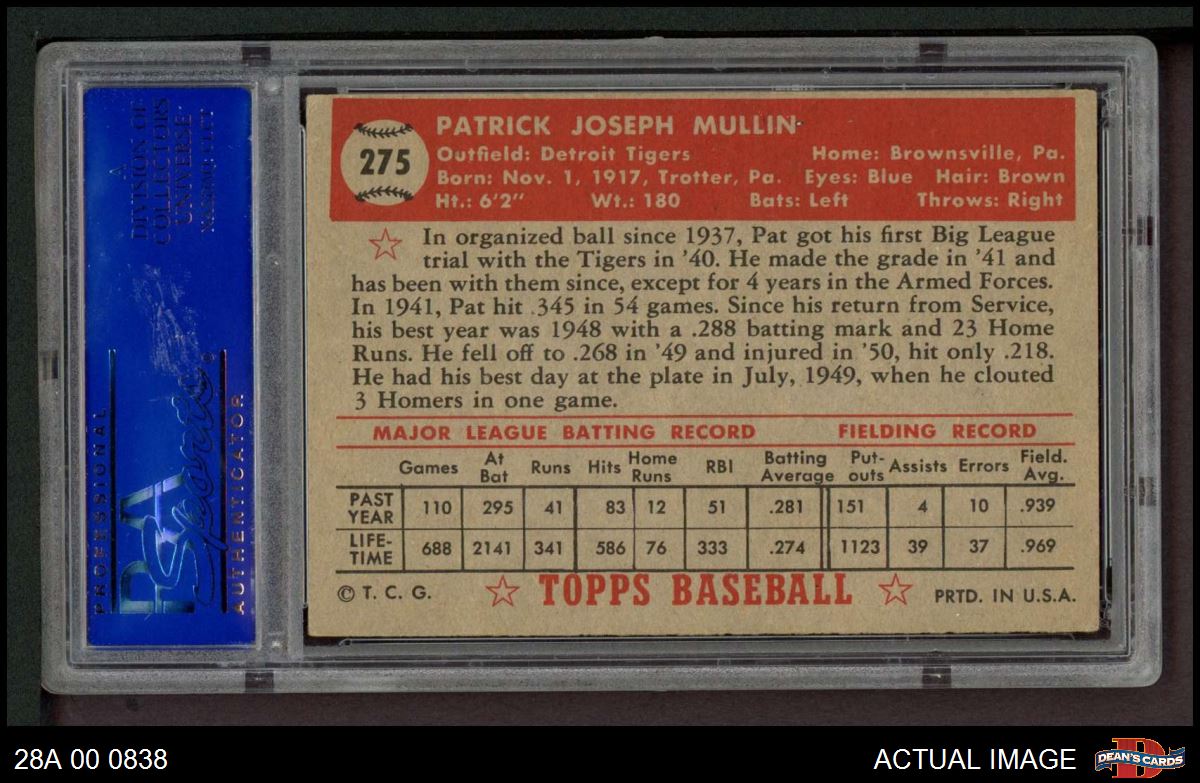 A
DIVISION OF
COLLECTORS
UNIVERSE
NASDAQ: CLCT
PROFESSIONAL
PSA
Sports
AUTHENTICATOR
275
PATRICK JOSEPH MULLIN
Outfield: Detroit Tigers Home: Brownsville, Pa.
Born: Nov. 1, 1917, Trotter, Pa. Eyes: Blue Hair: Brown
Ht.: 6'2" Wt.: 180 Bats: Left Throws: Right
In organized ball since 1937, Pat got his first Big League
trial with the Tigers in '40. He made the grade in '41 and
has been with them since, except for 4 years in the Armed Forces.
In 1941, Pat hit .345 in 54 games. Since his return from Service,
his best year was 1948 with a .288 batting mark and 23 Home
Runs. He fell off to .268 in '49 and injured in '50, hit only .218.
He had his best day at the plate in July, 1949, when he clouted
3 Homers in one game.
MAJOR LEAGUE BATTING RECORD FIELDING RECORD
Games At Bat Runs Hits Home Runs RBI Batting Average Put-outs Assists Errors Field. Avg.
PAST YEAR 110 295 41 83 12 51 .281 151 4 10 .939
LIFE-TIME 688 2141 341 586 76 333 .274 1123 39 37 .969
© T. C. G. TOPPS BASEBALL PRTD. IN U.S.A.
28A 00 0838 ACTUAL IMAGE DEAN'S CARDS